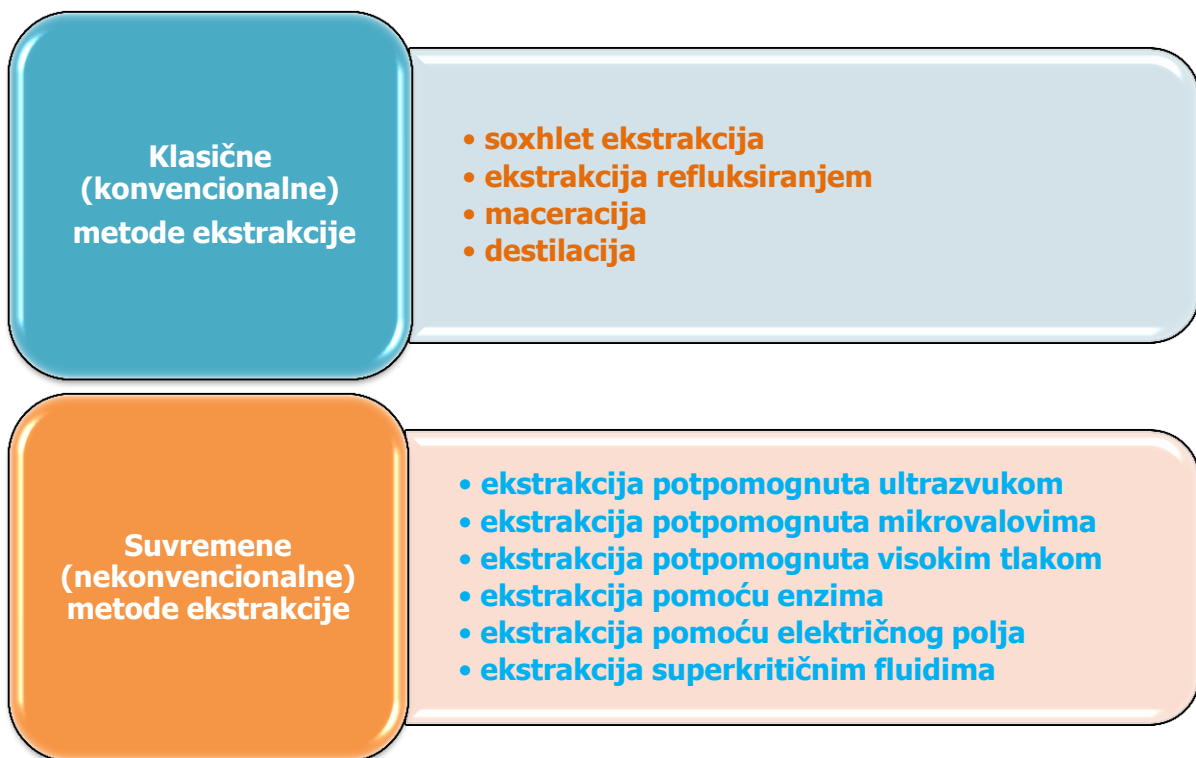 Klasične
(konvencionalne)
metode ekstrakcije
• soxhlet ekstrakcija
• ekstrakcija refluksiranjem
• maceracija
• destilacija
Suvremene
(nekonvencionalne)
metode ekstrakcije
• ekstrakcija potpomognuta ultrazvukom
• ekstrakcija potpomognuta mikrovalovima
• ekstrakcija potpomognuta visokim tlakom
• ekstrakcija pomoću enzima
• ekstrakcija pomoću električnog polja
• ekstrakcija superkritičnim fluidima